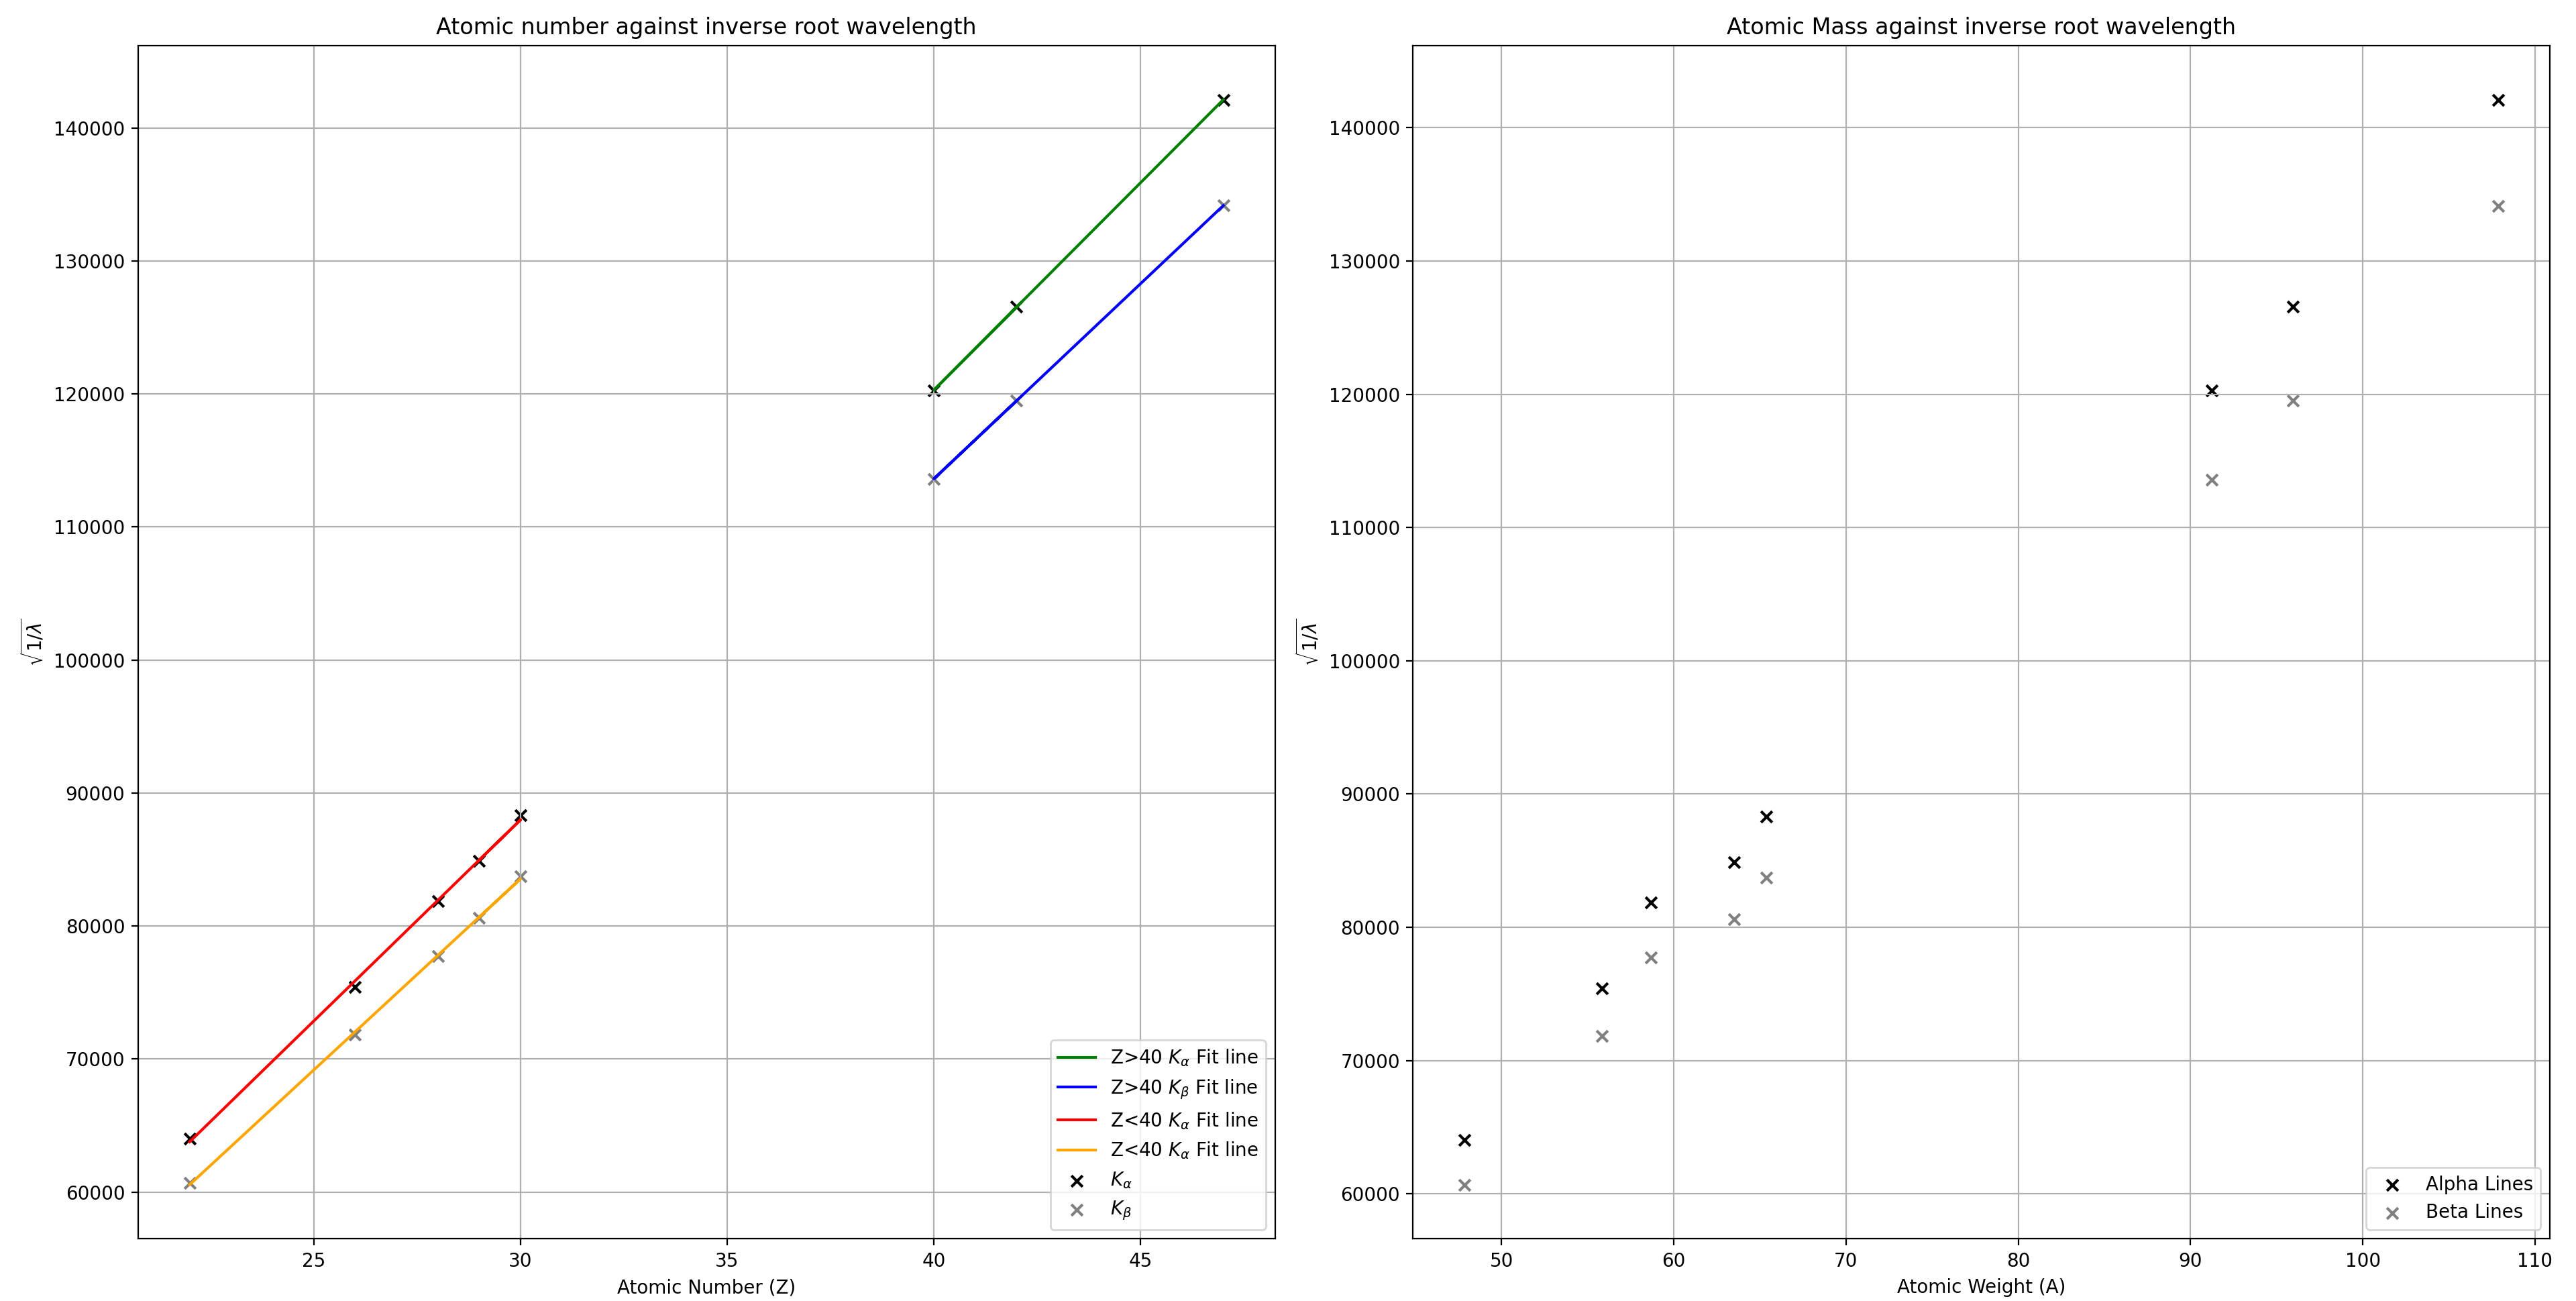 Atomic number against inverse root wavelength
140000
130000
120000
110000
100000
90000
80000
70000
60000
√1/λ
25 30 35 40 45
Atomic Number (Z)
Z>40 Kα Fit line
Z>40 Kβ Fit line
Z<40 Kα Fit line
Z<40 Kα Fit line
Kα
Kβ
Atomic Mass against inverse root wavelength
140000
130000
120000
110000
100000
90000
80000
70000
60000
√1/λ
50 60 70 80 90 100 110
Atomic Weight (A)
Alpha Lines
Beta Lines